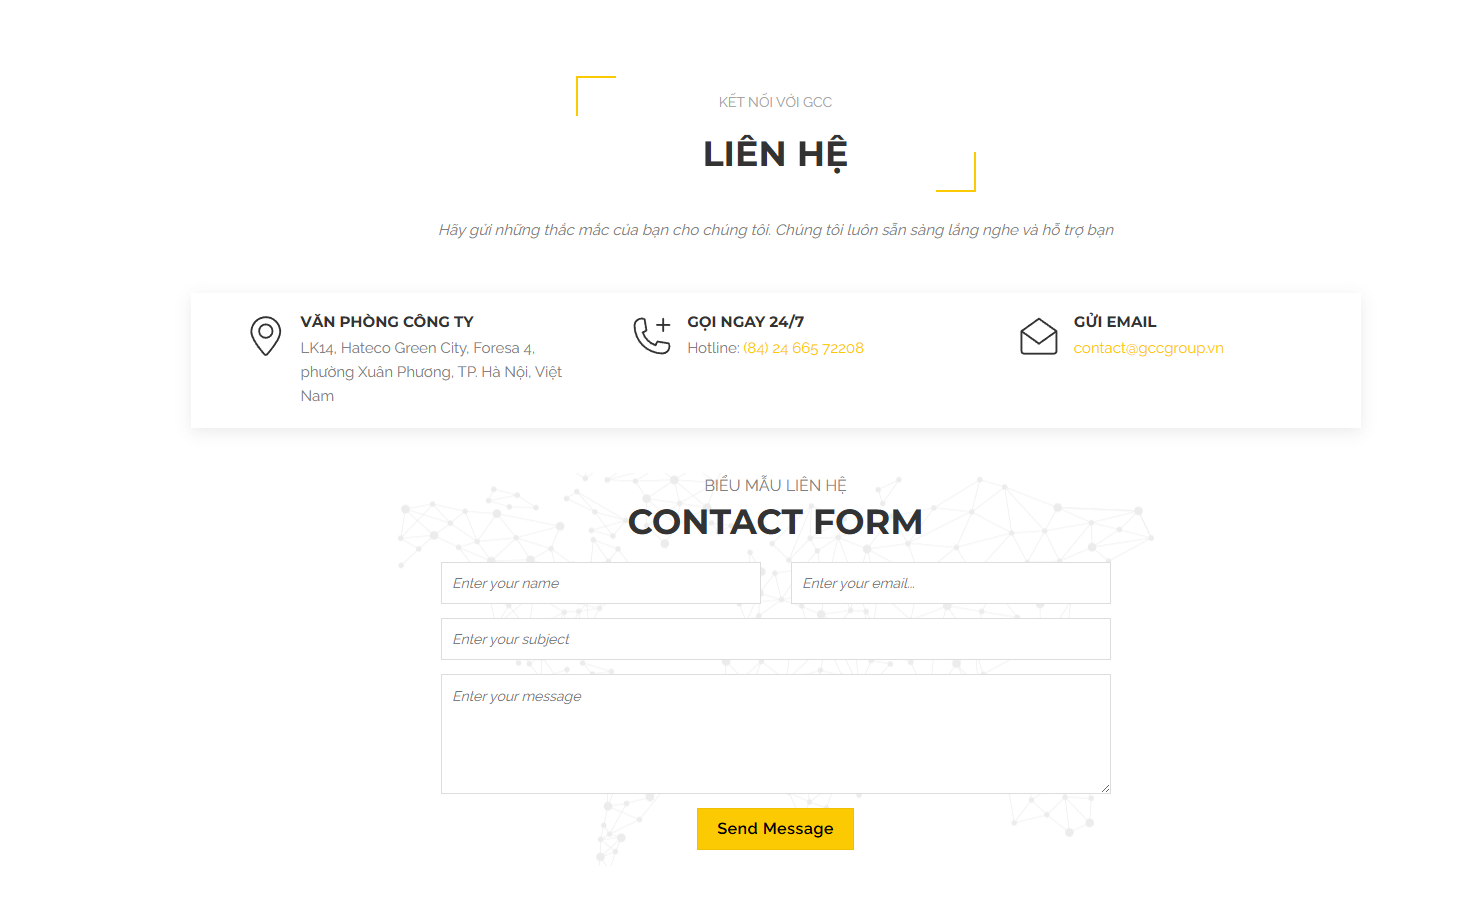 KẾT NỐI VỚI GCC
LIÊN HỆ
Hãy gửi những thắc mắc của bạn cho chúng tôi. Chúng tôi luôn sẵn sàng lắng nghe và hỗ trợ bạn
VĂN PHÒNG CÔNG TY
LK14, Hateco Green City, Foresa 4,
phường Xuân Phương, TP. Hà Nội, Việt
Nam
GỌI NGAY 24/7
Hotline: (84) 24 665 72208
GỬI EMAIL
contact@gccgroup.vn
BIỂU MẪU LIÊN HỆ
CONTACT FORM
Enter your name
Enter your email...
Enter your subject
Enter your message
Send Message